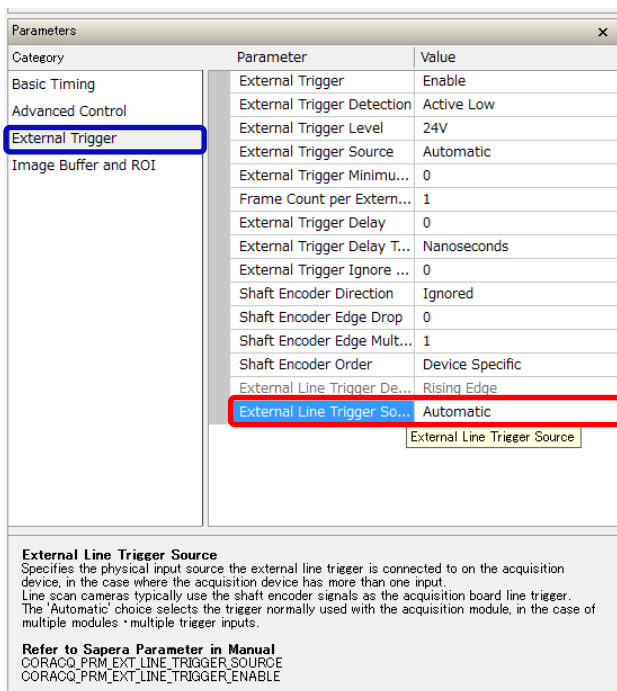 Parameters x
Category Parameter Value
Basic Timing
Advanced Control
External Trigger
Image Buffer and ROI
External Trigger Enable
External Trigger Detection Active Low
External Trigger Level 24V
External Trigger Source Automatic
External Trigger Minimu... 0
Frame Count per Extern... 1
External Trigger Delay 0
External Trigger Delay T... Nanoseconds
External Trigger Ignore ... 0
Shaft Encoder Direction Ignored
Shaft Encoder Edge Drop 0
Shaft Encoder Edge Mult... 1
Shaft Encoder Order Device Specific
External Line Trigger De... Rising Edge
External Line Trigger So... Automatic
External Line Trigger Source
External Line Trigger Source
Specifies the physical input source the external line trigger is connected to on the acquisition
device, in the case where the acquisition device has more than one input.
Line scan cameras typically use the shaft encoder signals as the acquisition board line trigger.
The 'Automatic' choice selects the trigger normally used with the acquisition module, in the case of
multiple modules・multiple trigger inputs.
Refer to Sapera Parameter in Manual
CORACQ_PRM_EXT_LINE_TRIGGER_SOURCE
CORACQ_PRM_EXT_LINE_TRIGGER_ENABLE